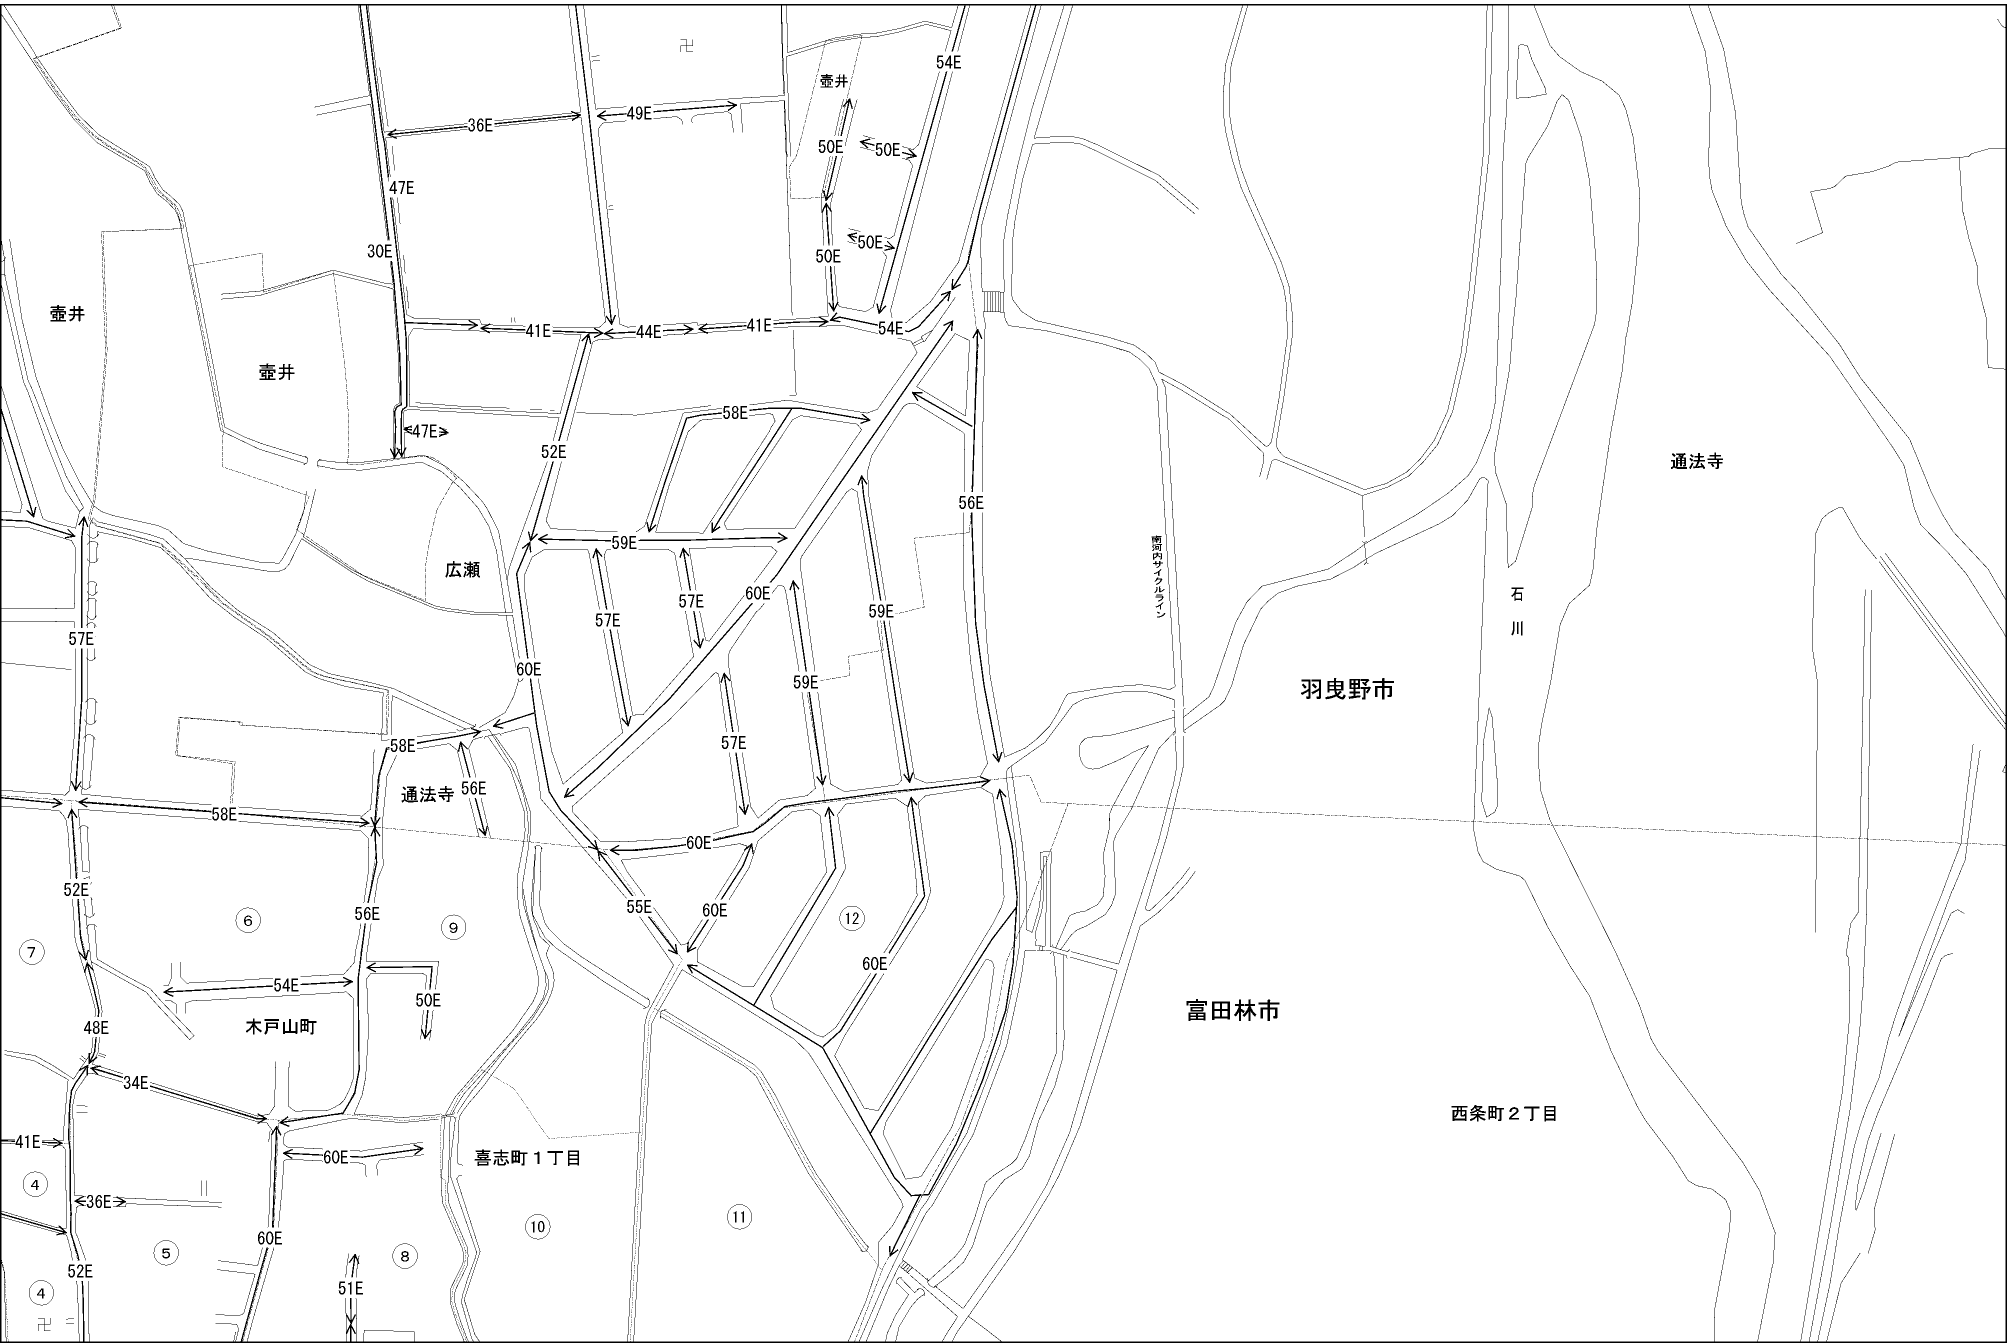 54E
壺井
49E
36E
50E
50E
47E
50E
30E
50E
壺井
54E
41E
44E
41E
壺井
58E
47E
52E
通法寺
56E
59E
広瀬
南河内サイクルライン
石川
60E
57E
59E
57E
57E
60E
59E
羽曳野市
57E
58E
56E
通法寺
58E
60E
52E
55E
60E
56E
⑥
⑫
⑨
⑦
60E
54E
50E
富田林市
48E
木戸山町
34E
西条町2丁目
41E
60E
喜志町1丁目
④
36E
⑪
⑩
60E
⑤
⑧
52E
51E
④